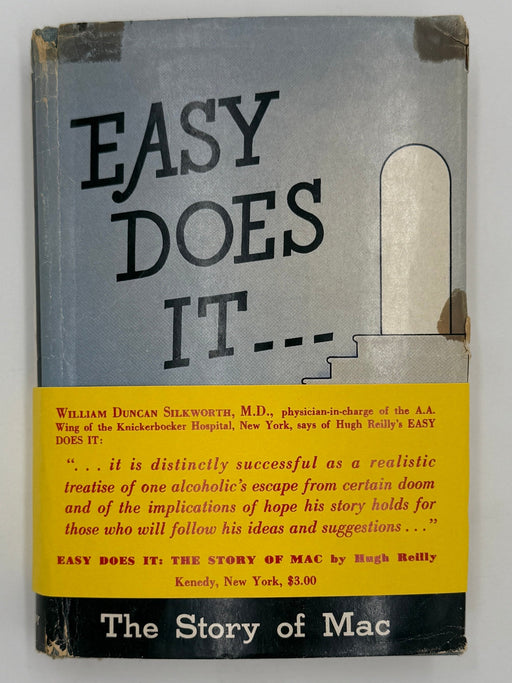 EASY
DOES
IT---
WILLIAM DUNCAN SILKWORTH, M.D., physician-in-charge of the A.A.
Wing of the Knickerbocker Hospital, New York, says of Hugh Reilly's EASY
DOES IT:
“. . . it is distinctly successful as a realistic
treatise of one alcoholic's escape from certain doom
and of the implications of hope his story holds for
those who will follow his ideas and suggestions . . .”
EASY DOES IT: THE STORY OF MAC by Hugh Reilly
Kenedy, New York, $3.00
The Story of Mac